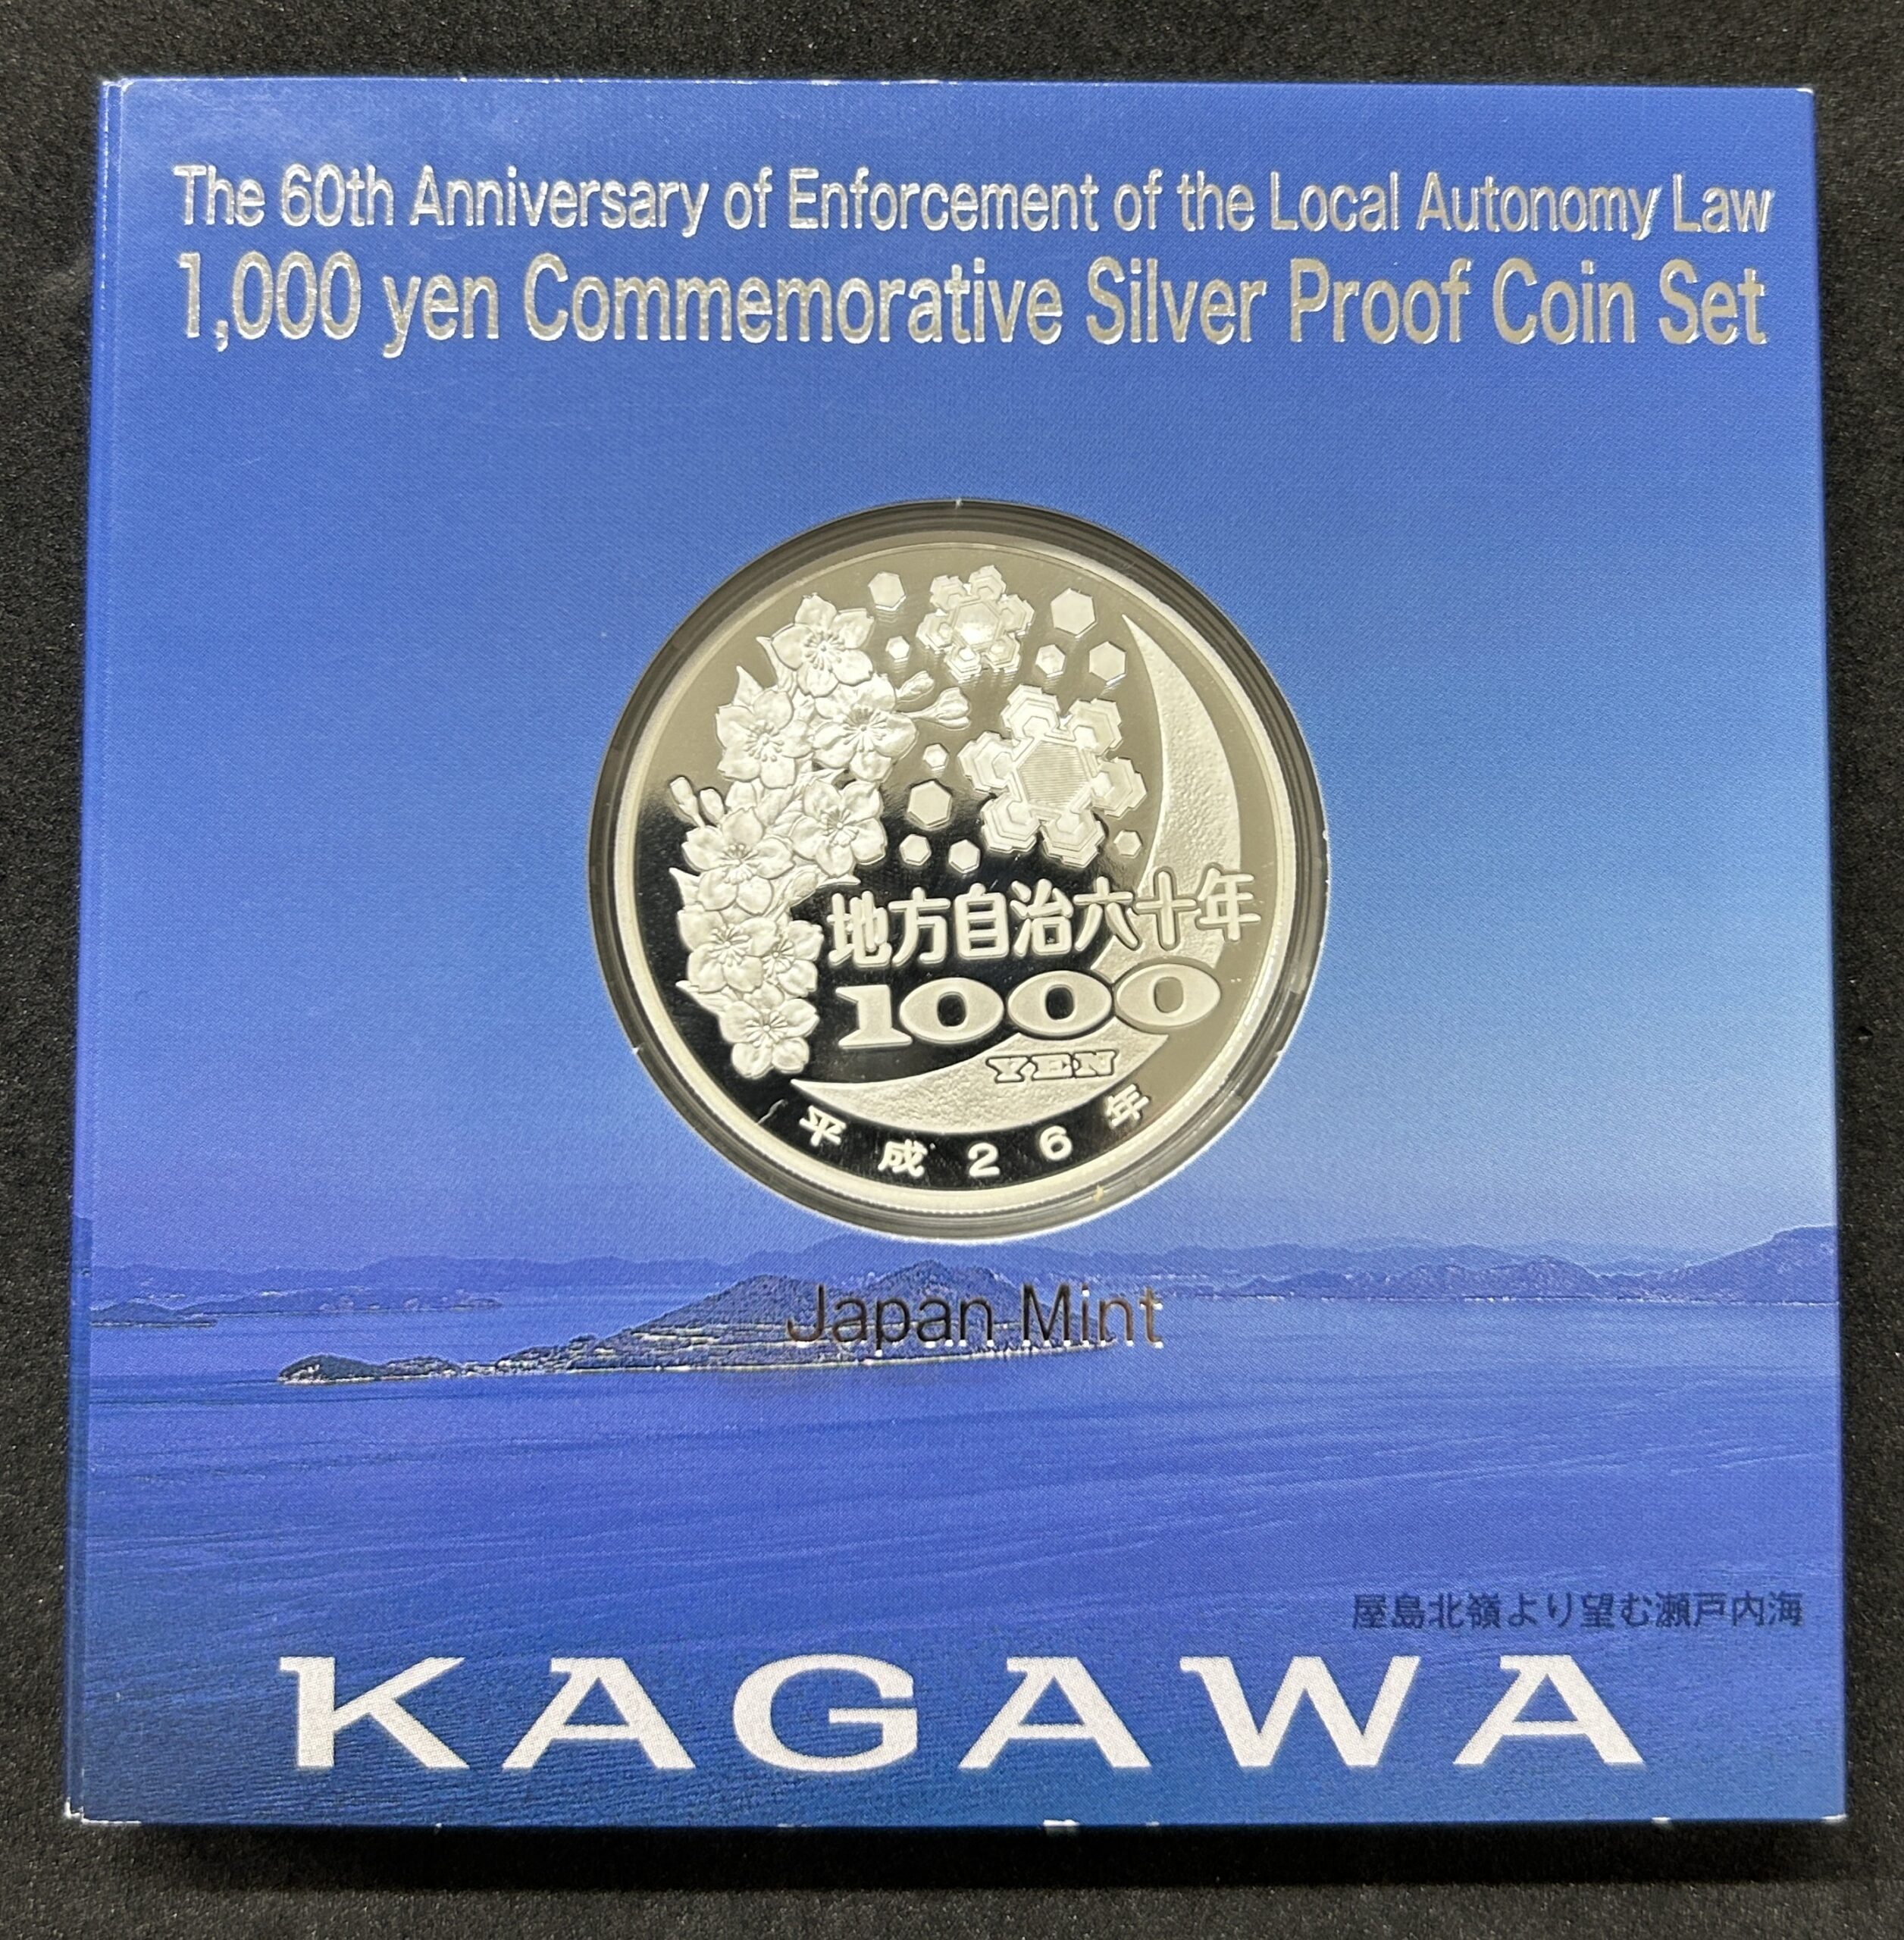 The 60th Anniversary of Enforcement of the Local Autonomy Law
1,000 yen Commemorative Silver Proof Coin Set
地方自治六十年
1000
YEN
平成26年
Japan Mint
屋島北嶺より望む瀬戸内海
KAGAWA